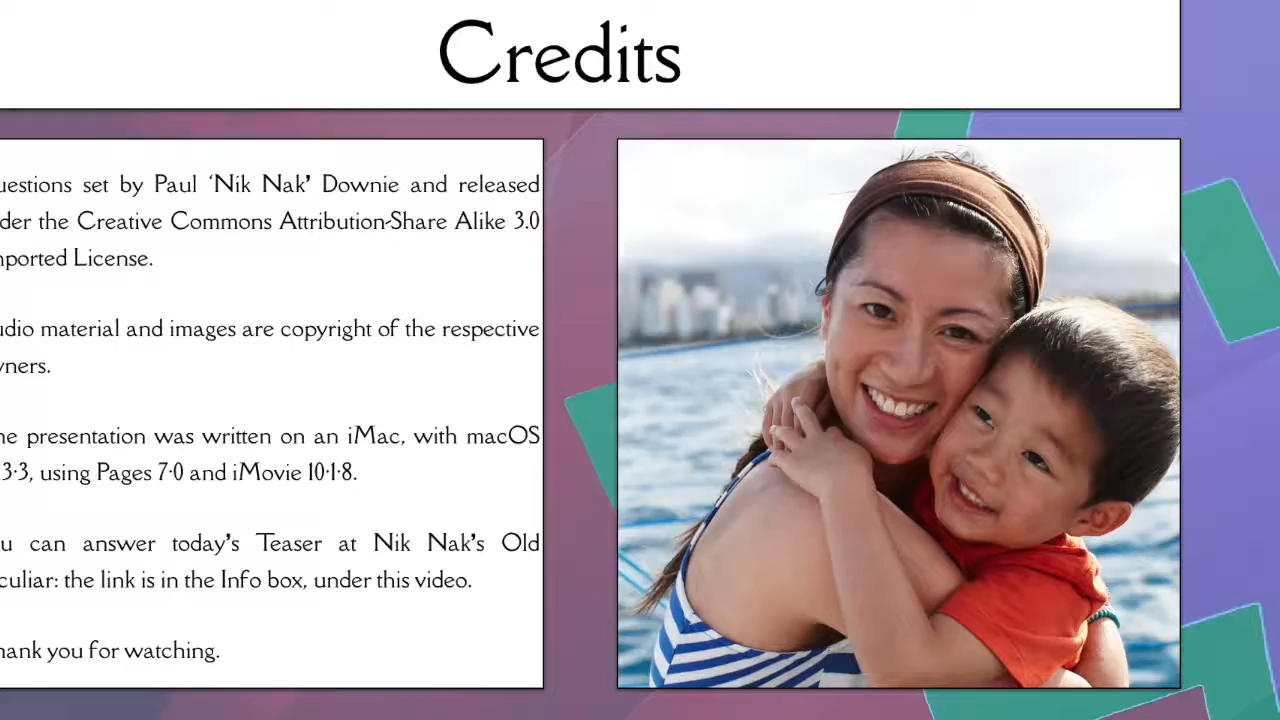 Credits
uestions set by Paul ‘Nik Nak’ Downie and released
der the Creative Commons Attribution-Share Alike 3.0
ported License.
udio material and images are copyright of the respective
ners.
he presentation was written on an iMac, with macOS
3·3, using Pages 7·0 and iMovie 10·1·8.
u can answer today’s Teaser at Nik Nak’s Old
culiar: the link is in the Info box, under this video.
hank you for watching.